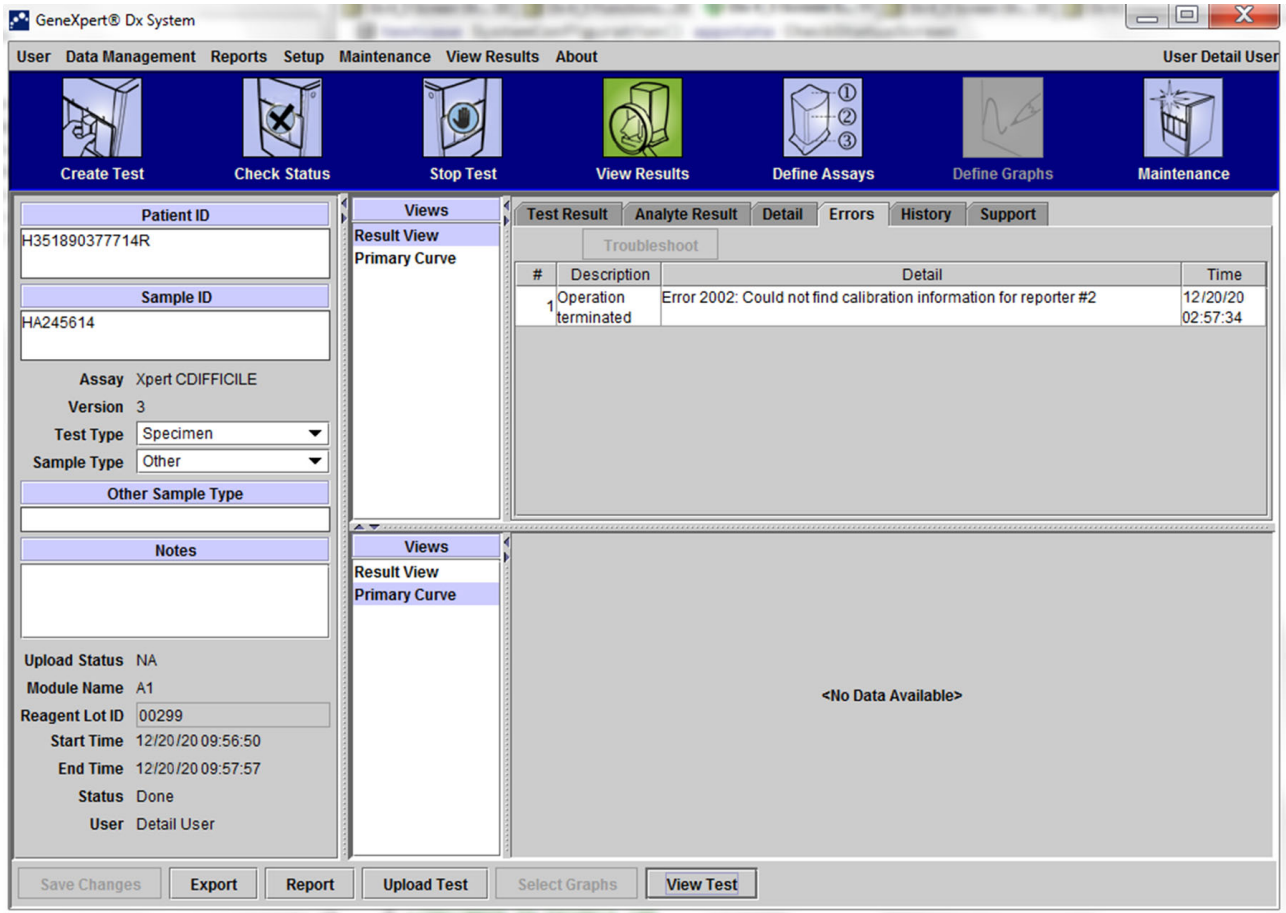 GeneXpert® Dx System
User Data Management Reports Setup Maintenance View Results About User Detail User
Create Test Check Status Stop Test View Results Define Assays Define Graphs Maintenance
① ② ③
Patient ID
H351890377714R
Sample ID
HA245614
Assay Xpert CDIFFICILE
Version 3
Test Type Specimen
Sample Type Other
Other Sample Type
Notes
Upload Status NA
Module Name A1
Reagent Lot ID 00299
Start Time 12/20/20 09:56:50
End Time 12/20/20 09:57:57
Status Done
User Detail User
Views
Result View
Primary Curve
Test Result Analyte Result Detail Errors History Support
Troubleshoot
# Description Detail Time
1 Operation terminated Error 2002: Could not find calibration information for reporter #2 12/20/20 02:57:34
Views
Result View
Primary Curve
<No Data Available>
Save Changes Export Report Upload Test Select Graphs View Test